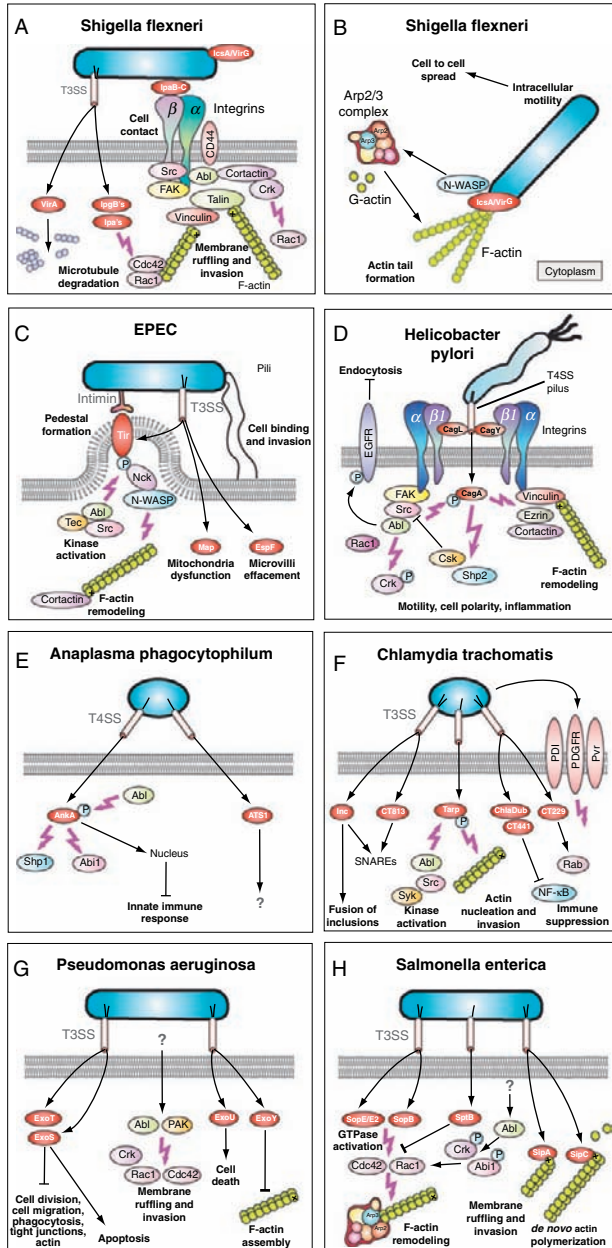 A
Shigella flexneri
IcsA/VirG
T3SS
IpaB-C
β
α
Integrins
Cell
contact
CD44
Src
FAK
Abl
Cortactin
Crk
Talin
Vinculin
VirA
IpgB's
Ipa's
Rac1
Cdc42
Rac1
Membrane
ruffling and
invasion
Microtubule
degradation
F-actin
B
Shigella flexneri
Cell to cell
spread
Intracellular
motility
Arp2/3
complex
Arp2
Arp3
N-WASP
IcsA/VirG
G-actin
F-actin
Actin tail
formation
Cytoplasm
C
EPEC
Pili
Intimin
T3SS
Pedestal
formation
Cell binding
and invasion
Tir
P
Nck
N-WASP
Abl
Tec
Src
Kinase
activation
Map
EspF
Mitochondria
dysfunction
Microvilli
effacement
Cortactin
F-actin
remodeling
D
Helicobacter
pylori
T4SS
pilus
Endocytosis
EGFR
α
β1
β1
α
CagL
CagY
Integrins
P
FAK
Src
Abl
P
CagA
Vinculin
Ezrin
Cortactin
Rac1
Csk
Shp2
Crk
P
F-actin
remodeling
Motility, cell polarity, inflammation
E
Anaplasma phagocytophilum
T4SS
Abl
AnkA
P
ATS1
Shp1
Abi1
Nucleus
Innate immune
response
?
F
Chlamydia trachomatis
T3SS
PDI
PDGFR
Pvr
Inc
CT813
Tarp
P
ChlaDub
CT441
CT229
SNAREs
Abl
Src
Syk
Rab
NF-κB
Fusion of
inclusions
Kinase
activation
Actin
nucleation and
invasion
Immune
suppression
G
Pseudomonas aeruginosa
T3SS
?
ExoT
ExoS
Abl
PAK
ExoU
ExoY
Crk
Rac1
Cdc42
Cell
death
Membrane
ruffling and
invasion
Cell division,
cell migration,
phagocytosis,
tight junctions,
actin
Apoptosis
F-actin
assembly
H
Salmonella enterica
T3SS
?
SopE/E2
SopB
SptB
Abl
GTPase
activation
Crk
P
Abi1
P
Cdc42
Rac1
SipA
SipC
Arp3
Arp2
F-actin
remodeling
Membrane
ruffling and
invasion
de novo actin
polymerization